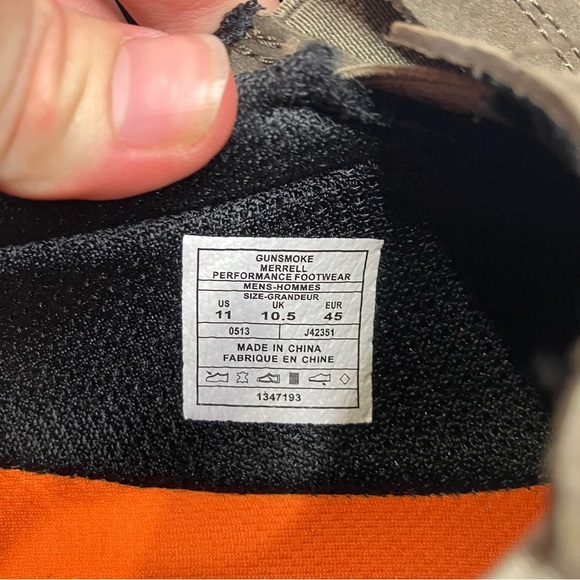 GUNSMOKE
MERRELL
PERFORMANCE FOOTWEAR
MENS-HOMMES
SIZE-GRANDEUR
US UK EUR
11 10.5 45
0513 J42351
MADE IN CHINA
FABRIQUE EN CHINE
1347193